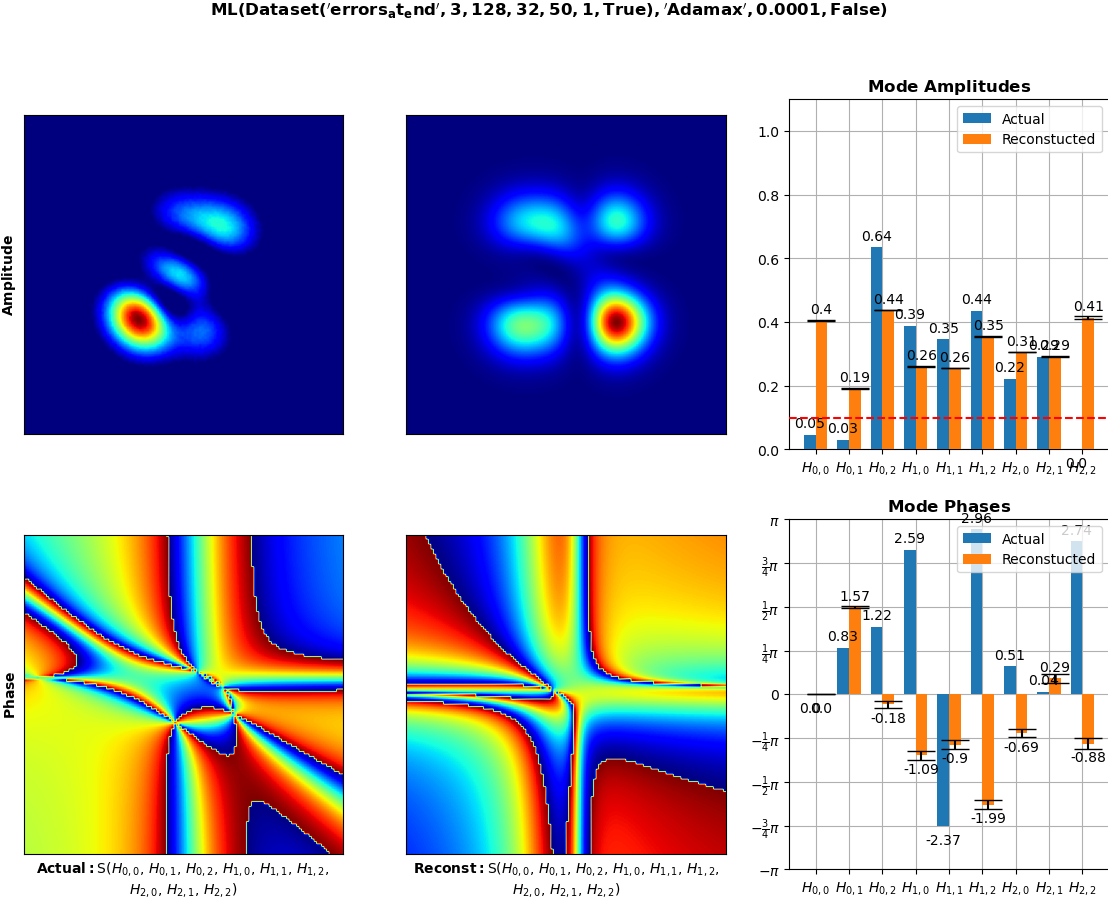 ML(Dataset('errors_at_end', 3, 128, 32, 50, 1, True), 'Adamax', 0.0001, False)
Mode Amplitudes
Amplitude
Actual
Reconstucted
1.0
0.8
0.6
0.4
0.2
0.0
0.05 0.4 0.03 0.19 0.64 0.44 0.39 0.26 0.35 0.26 0.44 0.35 0.22 0.31 0.29 0.29 0.0 0.41
H0,0 H0,1 H0,2 H1,0 H1,1 H1,2 H2,0 H2,1 H2,2
Mode Phases
Phase
Actual
Reconstucted
π
3/4π
1/2π
1/4π
0
−1/4π
−1/2π
−3/4π
−π
0.0 0.0 0.83 1.57 1.22 -0.18 2.59 -1.09 -2.37 -0.9 2.96 -1.99 0.51 -0.69 0.04 0.29 2.74 -0.88
H0,0 H0,1 H0,2 H1,0 H1,1 H1,2 H2,0 H2,1 H2,2
Actual: S(H0,0, H0,1, H0,2, H1,0, H1,1, H1,2,
H2,0, H2,1, H2,2)
Reconst: S(H0,0, H0,1, H0,2, H1,0, H1,1, H1,2,
H2,0, H2,1, H2,2)